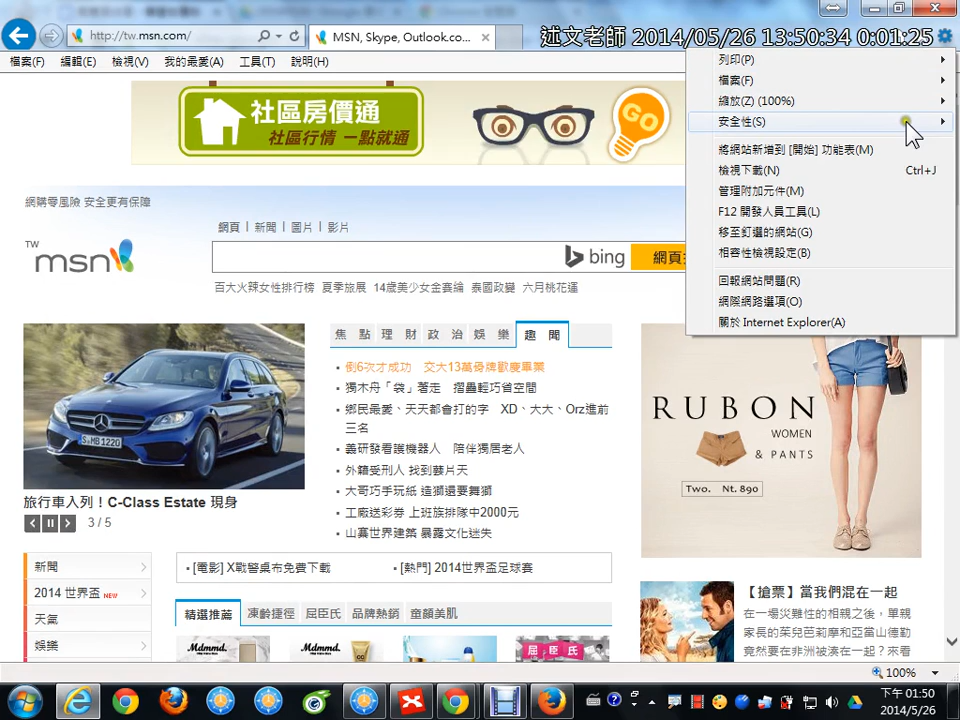 http://tw.msn.com/
MSN, Skype, Outlook.co...
述文老師 2014/05/26 13:50:34 0:01:25
檔案(F) 編輯(E) 檢視(V) 我的最愛(A) 工具(T) 說明(H)
列印(P)
檔案(F)
縮放(Z) (100%)
安全性(S)
將網站新增到 [開始] 功能表(M)
檢視下載(N) Ctrl+J
管理附加元件(M)
F12 開發人員工具(L)
移至釘選的網站(G)
相容性檢視設定(B)
回報網站問題(R)
網際網路選項(O)
關於 Internet Explorer(A)
社區房價通
社區行情 一點就通
GO
網購零風險 安全更有保障
網頁 | 新聞 | 圖片 | 影片
TW
msn
bing
網頁
百大火辣女性排行榜 夏季旅展 14歲美少女金賽綸 泰國政變 六月桃花運
焦點 理財 政治 娛樂 趣聞
倒6次才成功 交大13萬骨牌歡慶畢業
獨木舟「袋」著走 摺疊輕巧省空間
鄉民最愛、天天都會打的字 XD、大大、Orz進前
三名
義研發看護機器人 陪伴獨居老人
外籍受刑人 找到藝片天
大哥巧手玩紙 造獅還要舞獅
工廠送彩券 上班族排隊中2000元
山寨世界建築 暴露文化迷失
S MB 1220
旅行車入列！C-Class Estate 現身
3 / 5
RUBON
WOMEN
& PANTS
Two. Nt. 890
新聞
2014 世界盃 NEW
天氣
娛樂
[電影] X戰警桌布免費下載
[熱門] 2014世界盃足球賽
精選推薦 凍齡捷徑 屈臣氏 品牌熱銷 童顏美肌
Mdmmd.
Mdmmd.
屈臣氏
【搶票】當我們混在一起
在一場災難性的相親之後，單親
家長的茱兒芭莉摩和亞當山德勒
竟然要在非洲被湊在一起？來看
100%
下午 01:50
2014/5/26